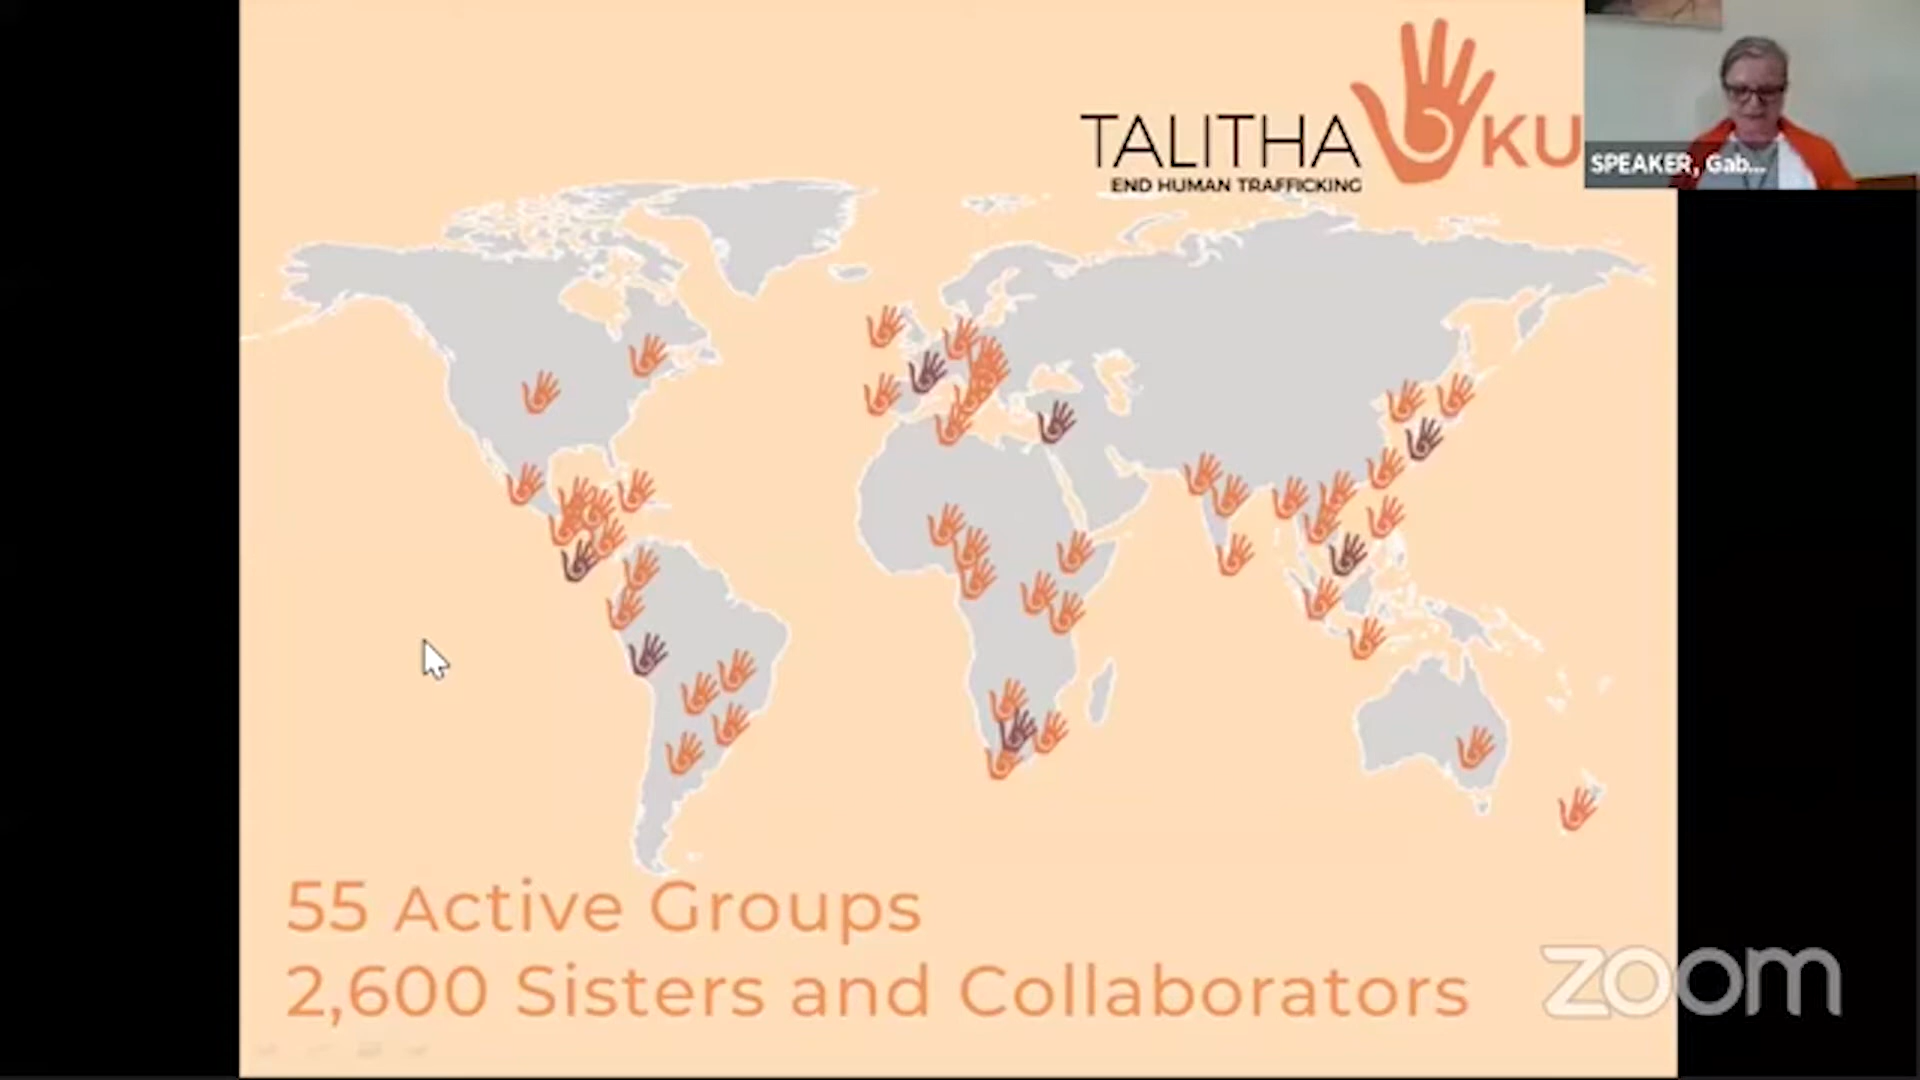 TALITHA KU
END HUMAN TRAFFICKING
SPEAKER, Gab...
55 Active Groups
2,600 Sisters and Collaborators
zoom